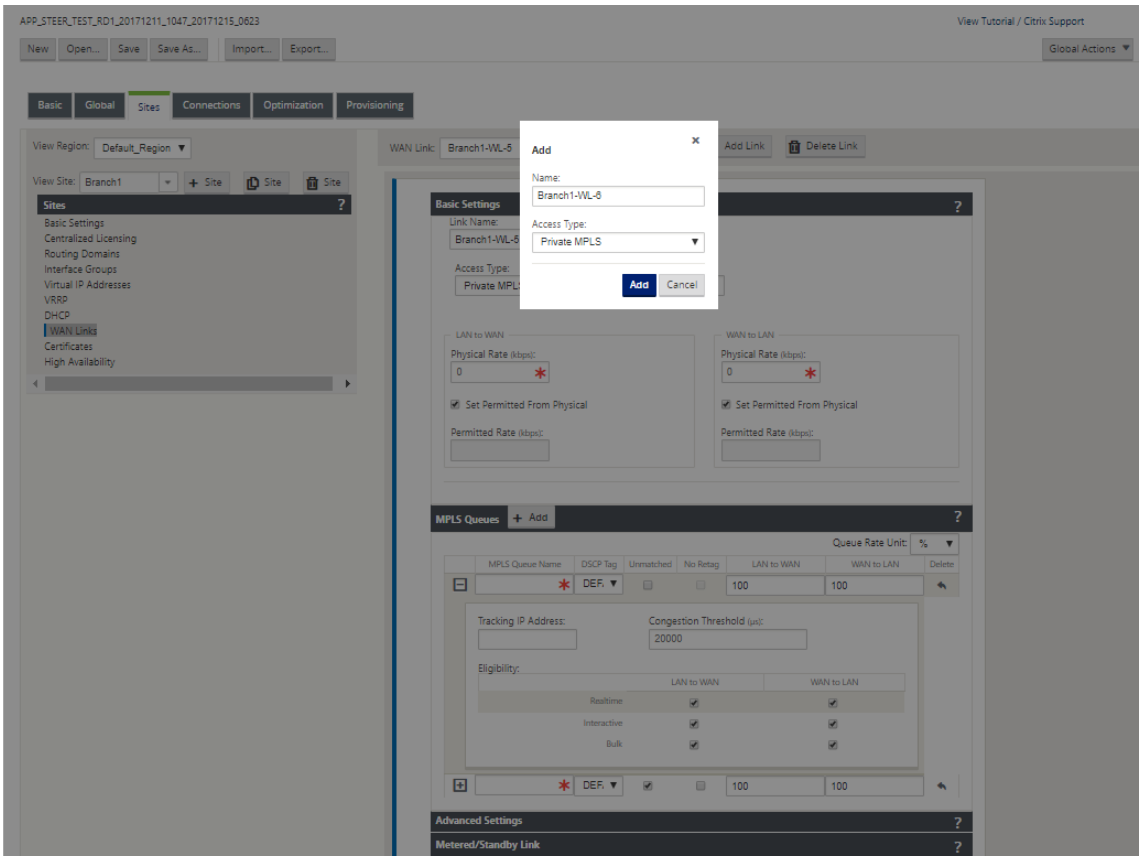 APP_STEER_TEST_RD1_20171211_1047_20171215_0623
View Tutorial / Citrix Support
New Open... Save Save As... Import... Export... Global Actions
Basic Global Sites Connections Optimization Provisioning
View Region: Default_Region
WAN Link: Branch1-WL-5
Add Link Delete Link
View Site: Branch1 + Site Site Site
Sites ?
Basic Settings
Centralized Licensing
Routing Domains
Interface Groups
Virtual IP Addresses
VRRP
DHCP
WAN Links
Certificates
High Availability
Add ×
Name:
Branch1-WL-6
Access Type:
Private MPLS
Add Cancel
Basic Settings ?
Link Name:
Branch1-WL-5
Access Type:
Private MPL
LAN to WAN WAN to LAN
Physical Rate (kbps): Physical Rate (kbps):
0 * 0 *
Set Permitted From Physical Set Permitted From Physical
Permitted Rate (kbps): Permitted Rate (kbps):
MPLS Queues + Add ?
Queue Rate Unit: %
MPLS Queue Name DSCP Tag Unmatched No Retag LAN to WAN WAN to LAN Delete
* DEF. 100 100
Tracking IP Address: Congestion Threshold (µs):
20000
Eligibility:
LAN to WAN WAN to LAN
Realtime
Interactive
Bulk
* DEF. 100 100
Advanced Settings ?
Metered/Standby Link ?